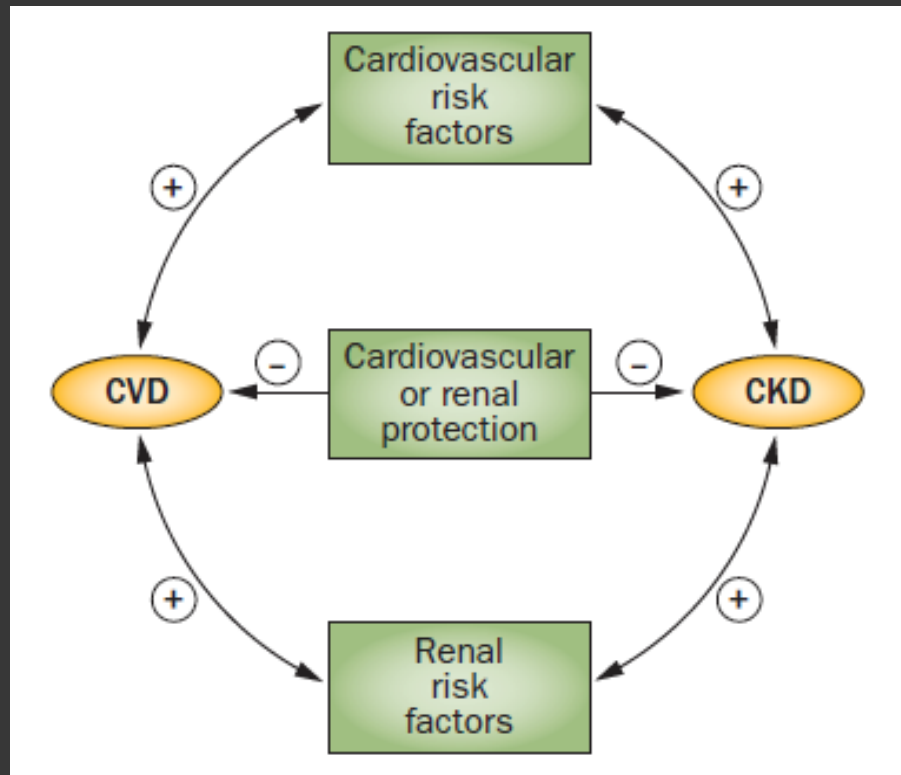 Cardiovascular
risk
factors
+
+
−
Cardiovascular
or renal
protection
−
CVD
CKD
+
+
Renal
risk
factors